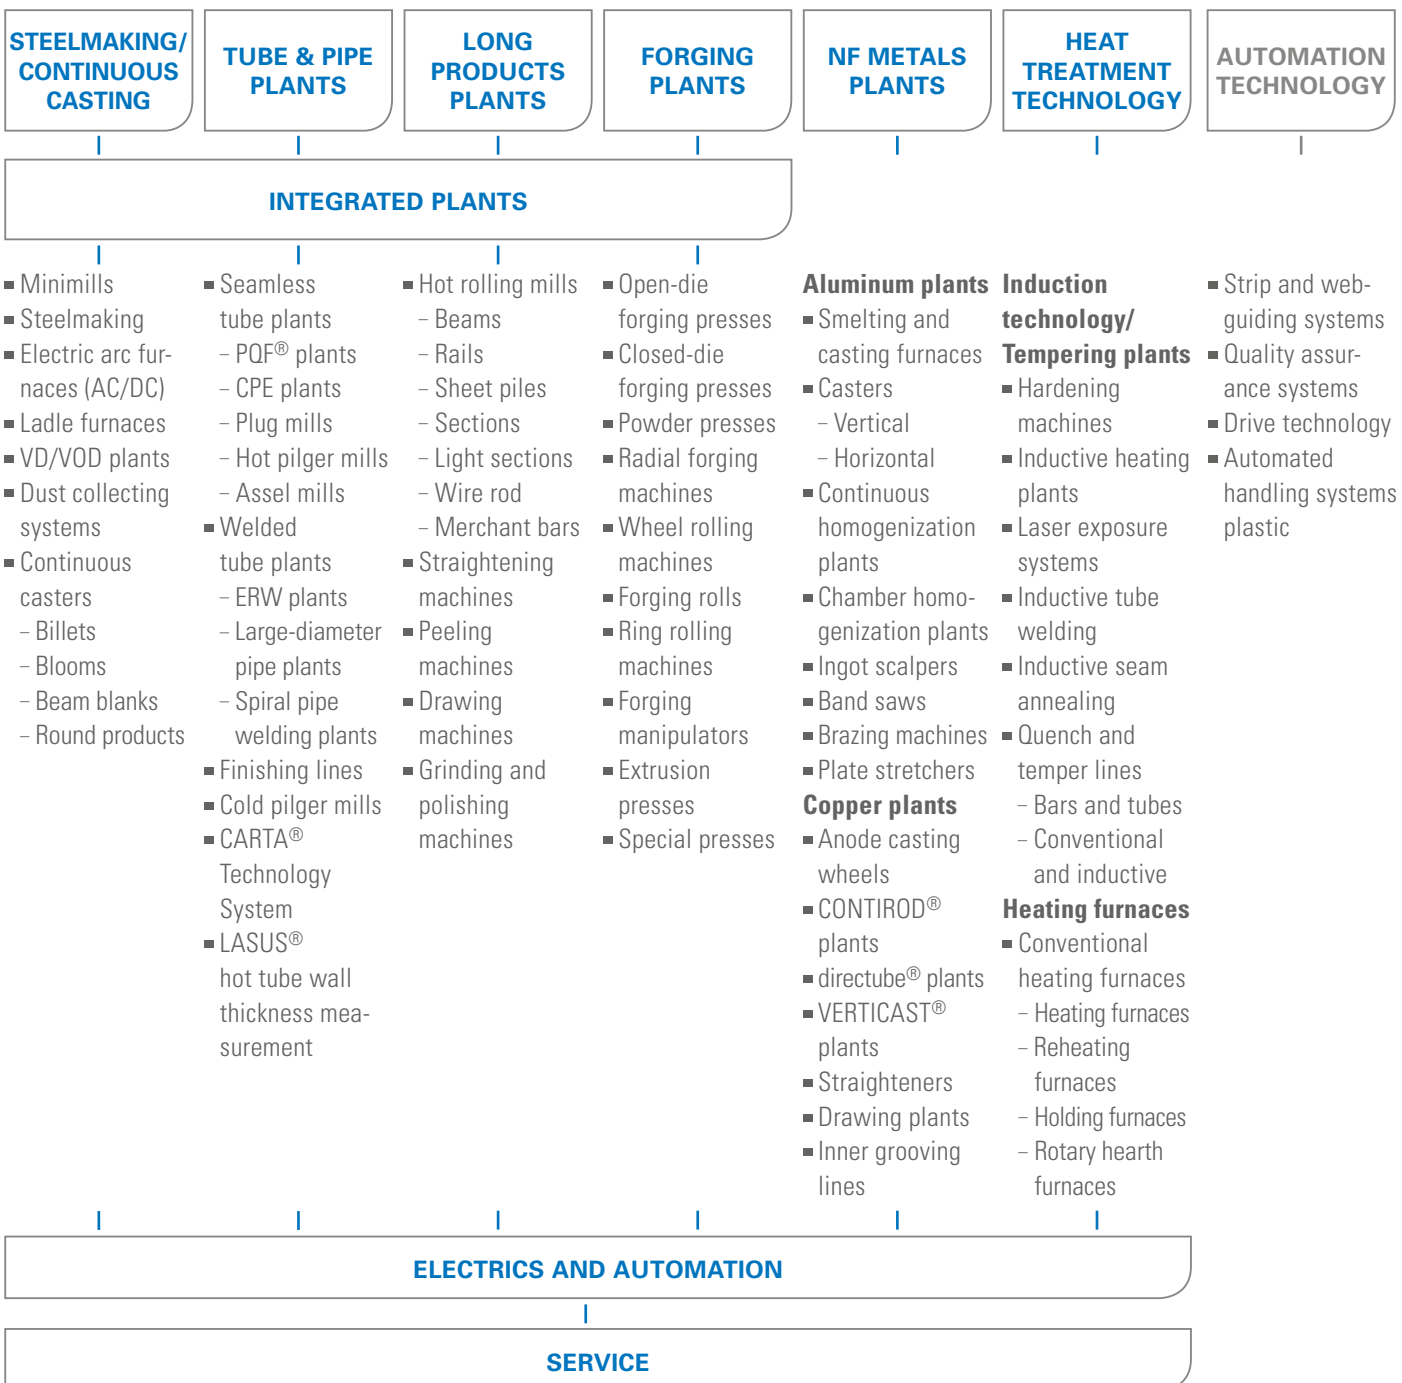 STEELMAKING/
CONTINUOUS
CASTING
TUBE & PIPE
PLANTS
LONG
PRODUCTS
PLANTS
FORGING
PLANTS
NF METALS
PLANTS
HEAT
TREATMENT
TECHNOLOGY
AUTOMATION
TECHNOLOGY
INTEGRATED PLANTS
Minimills
Steelmaking
Electric arc fur-
naces (AC/DC)
Ladle furnaces
VD/VOD plants
Dust collecting
systems
Continuous
casters
– Billets
– Blooms
– Beam blanks
– Round products
Seamless
tube plants
– PQF® plants
– CPE plants
– Plug mills
– Hot pilger mills
– Assel mills
Welded
tube plants
– ERW plants
– Large-diameter
pipe plants
– Spiral pipe
welding plants
Finishing lines
Cold pilger mills
CARTA®
Technology
System
LASUS®
hot tube wall
thickness mea-
surement
Hot rolling mills
– Beams
– Rails
– Sheet piles
– Sections
– Light sections
– Wire rod
– Merchant bars
Straightening
machines
Peeling
machines
Drawing
machines
Grinding and
polishing
machines
Open-die
forging presses
Closed-die
forging presses
Powder presses
Radial forging
machines
Wheel rolling
machines
Forging rolls
Ring rolling
machines
Forging
manipulators
Extrusion
presses
Special presses
Aluminum plants
Smelting and
casting furnaces
Casters
– Vertical
– Horizontal
Continuous
homogenization
plants
Chamber homo-
genization plants
Ingot scalpers
Band saws
Brazing machines
Plate stretchers
Copper plants
Anode casting
wheels
CONTIROD®
plants
directube® plants
VERTICAST®
plants
Straighteners
Drawing plants
Inner grooving
lines
Induction
technology/
Tempering plants
Hardening
machines
Inductive heating
plants
Laser exposure
systems
Inductive tube
welding
Inductive seam
annealing
Quench and
temper lines
– Bars and tubes
– Conventional
and inductive
Heating furnaces
Conventional
heating furnaces
– Heating furnaces
– Reheating
furnaces
– Holding furnaces
– Rotary hearth
furnaces
Strip and web-
guiding systems
Quality assur-
ance systems
Drive technology
Automated
handling systems
plastic
ELECTRICS AND AUTOMATION
SERVICE